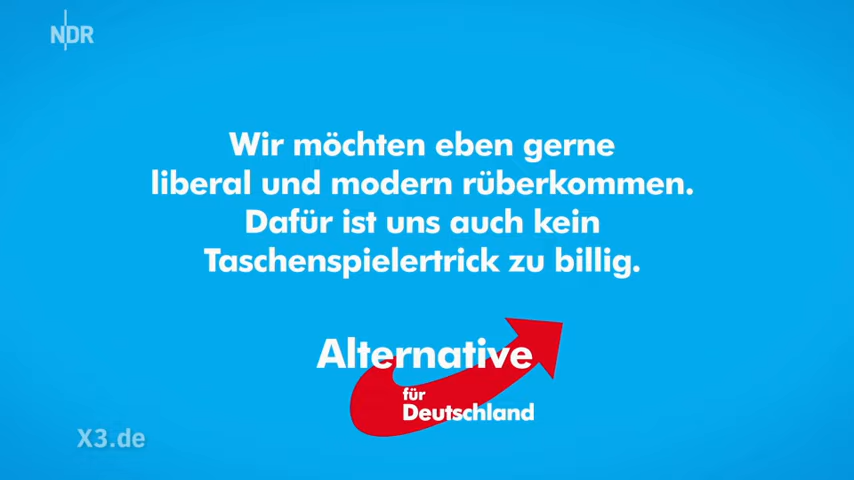 NDR
Wir möchten eben gerne
liberal und modern rüberkommen.
Dafür ist uns auch kein
Taschenspielertrick zu billig.
Alternative
für
Deutschland
X3.de